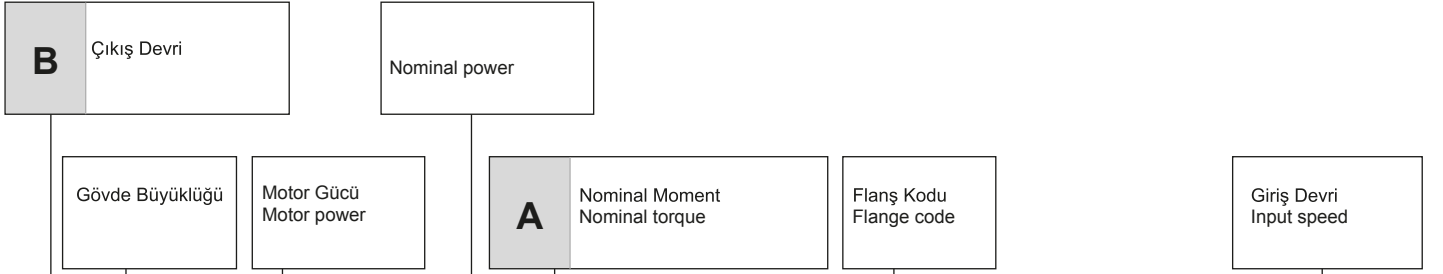 B
Çıkış Devri
Nominal power
Gövde Büyüklüğü
Motor Gücü
Motor power
A
Nominal Moment
Nominal torque
Flanş Kodu
Flange code
Giriş Devri
Input speed